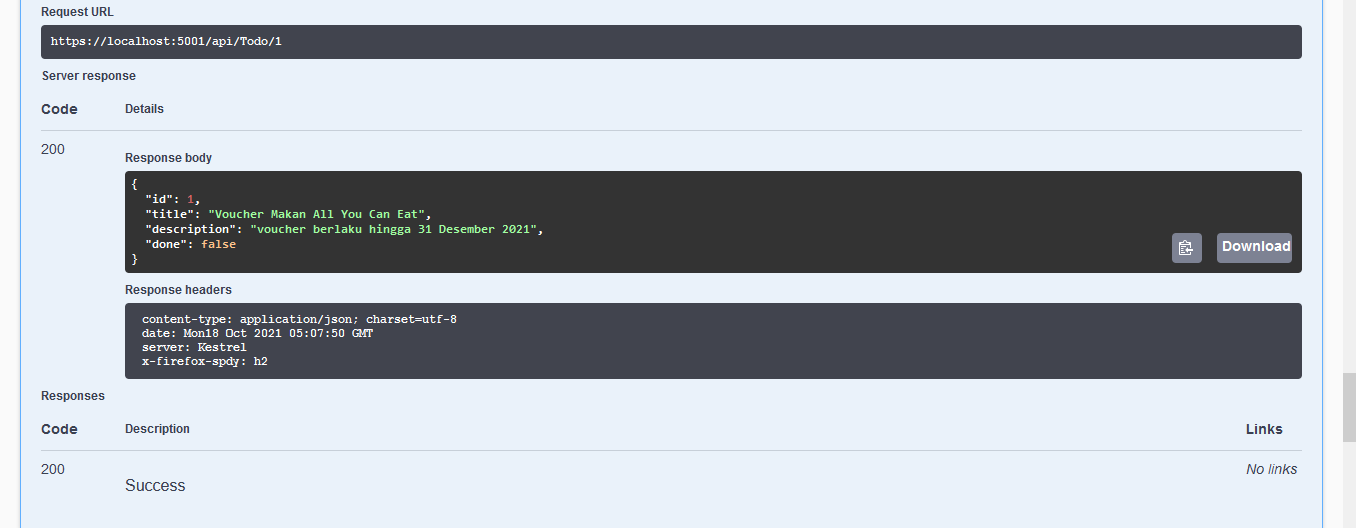 Request URL
https://localhost:5001/api/Todo/1
Server response
Code Details
200
Response body
{
"id": 1,
"title": "Voucher Makan All You Can Eat",
"description": "voucher berlaku hingga 31 Desember 2021",
"done": false
}
Download
Response headers
content-type: application/json; charset=utf-8
date: Mon18 Oct 2021 05:07:50 GMT
server: Kestrel
x-firefox-spdy: h2
Responses
Code Description Links
200 No links
Success